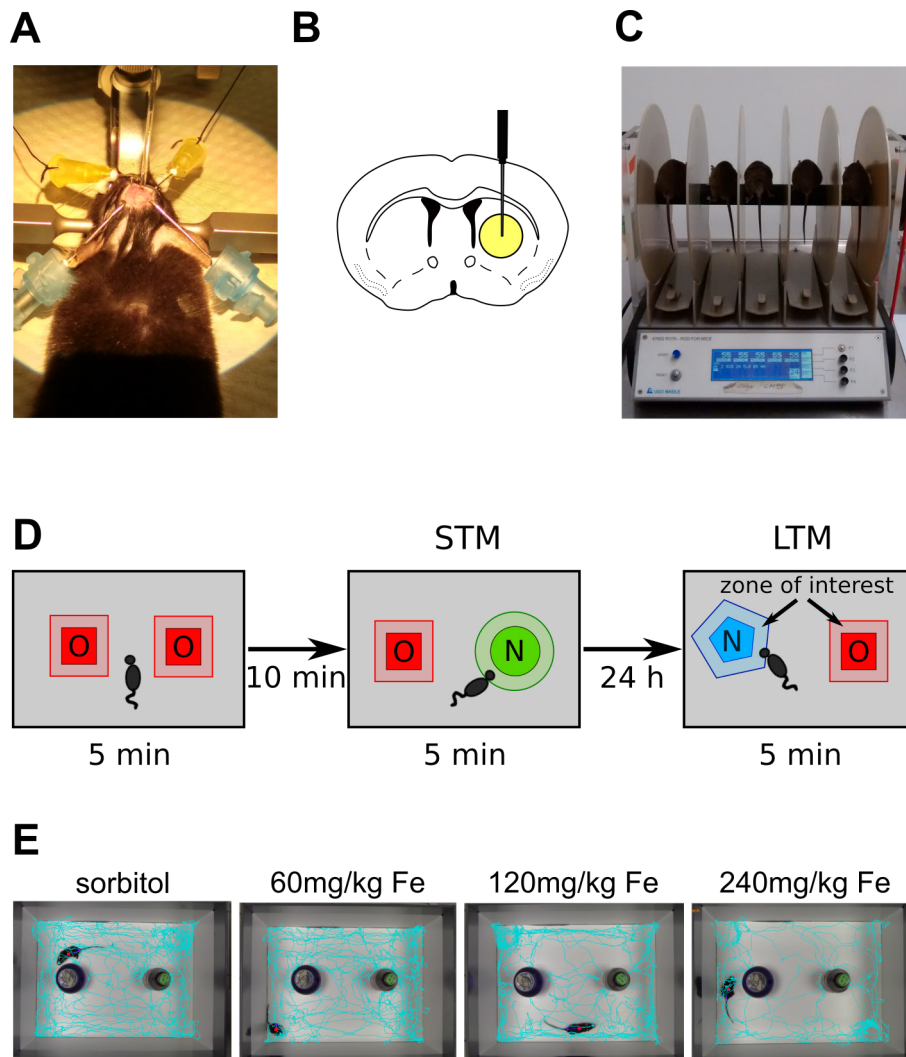 A
B
C
D
STM
LTM
zone of interest
O
O
O
N
N
O
10 min
24 h
5 min
5 min
5 min
E
sorbitol
60mg/kg Fe
120mg/kg Fe
240mg/kg Fe